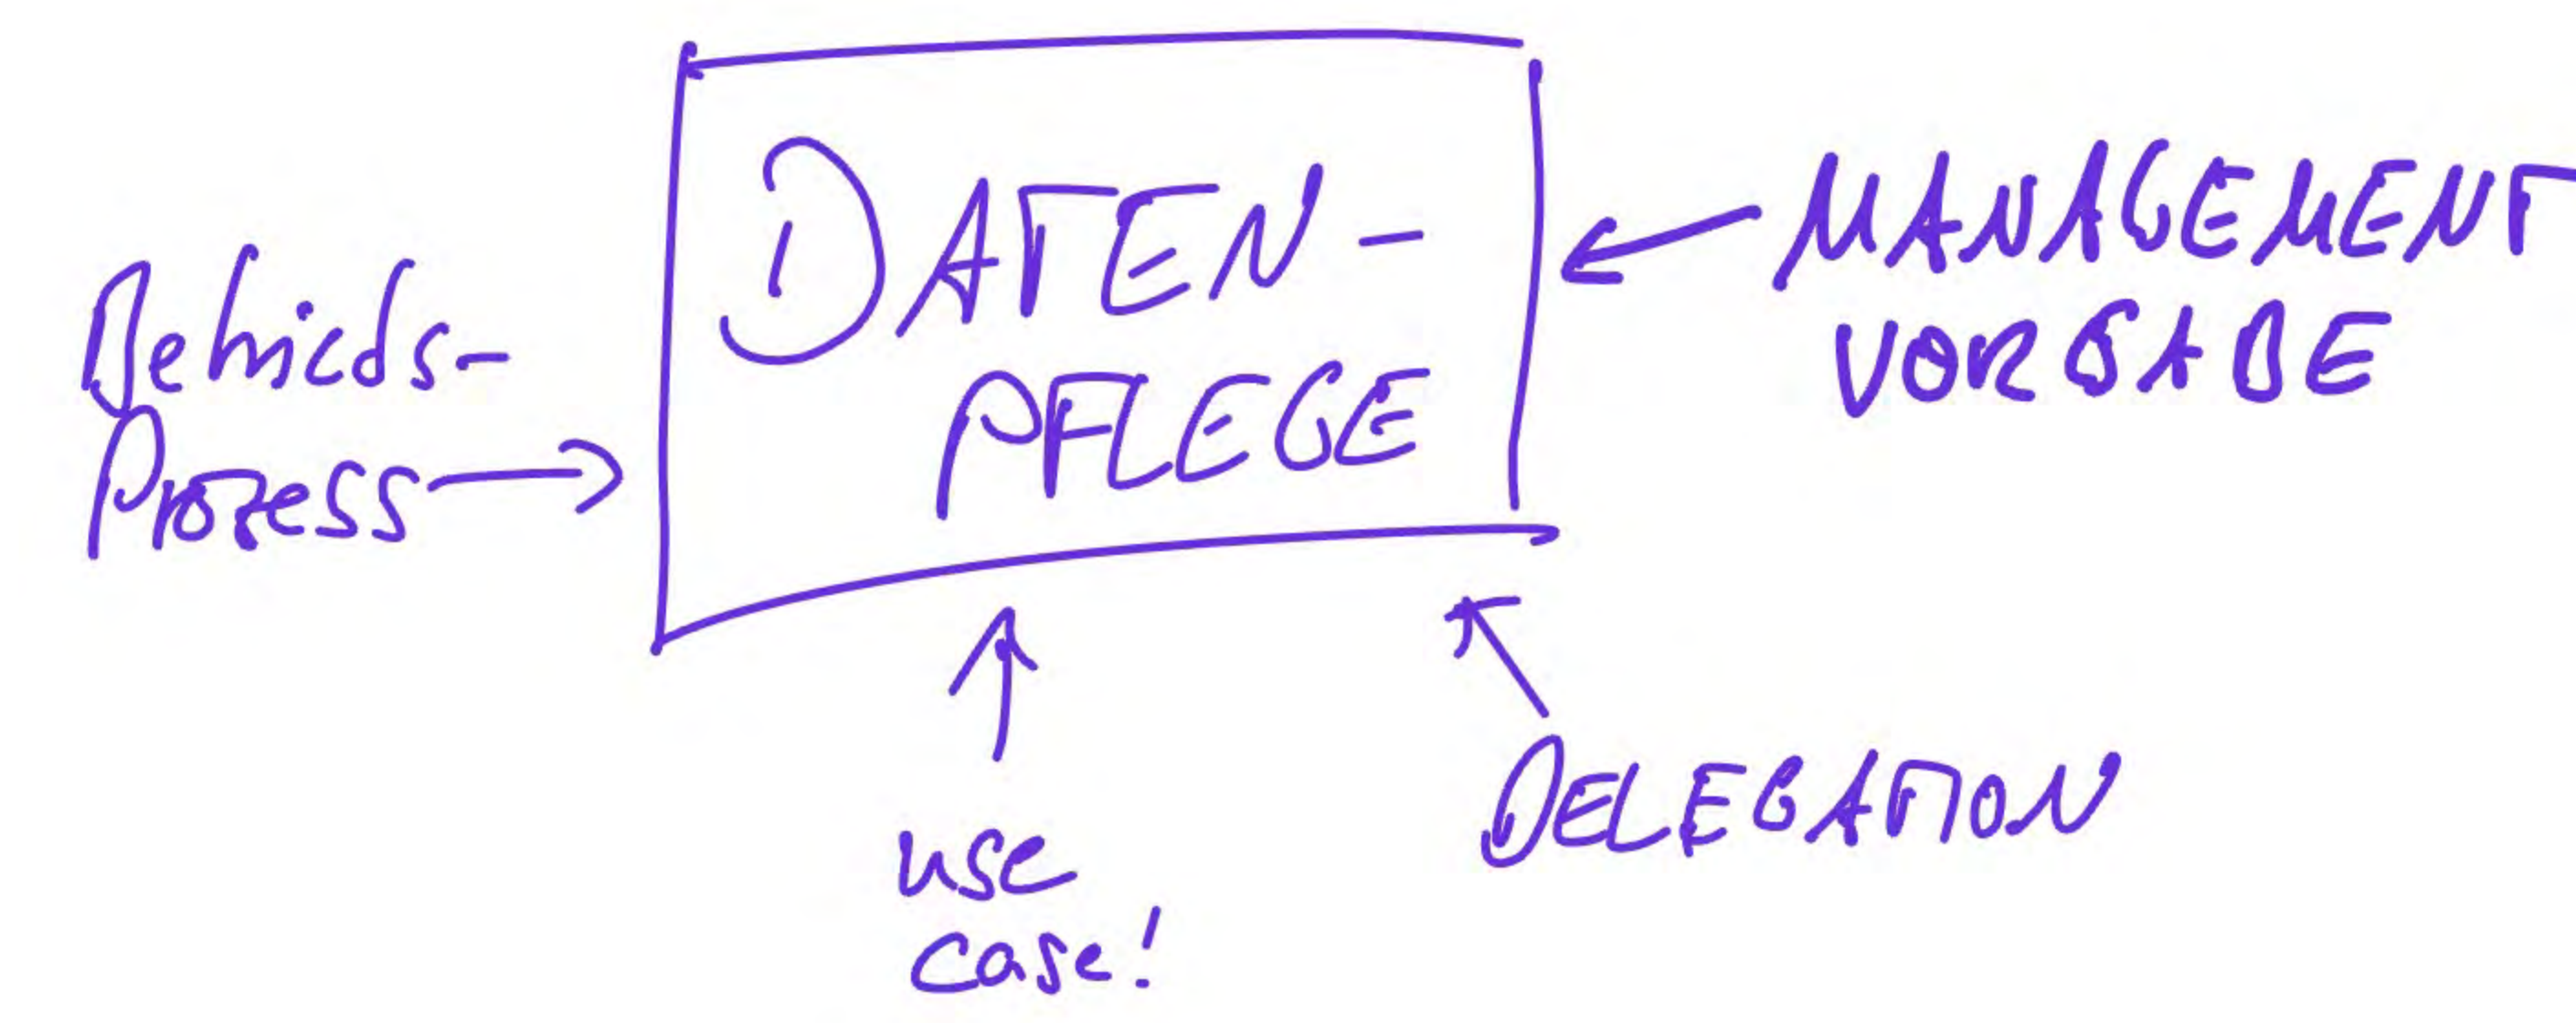 DATEN-
PFLEGE
Betriebs-
Prozess
MANAGEMENT
VORGABE
use
case!
DELEGATION